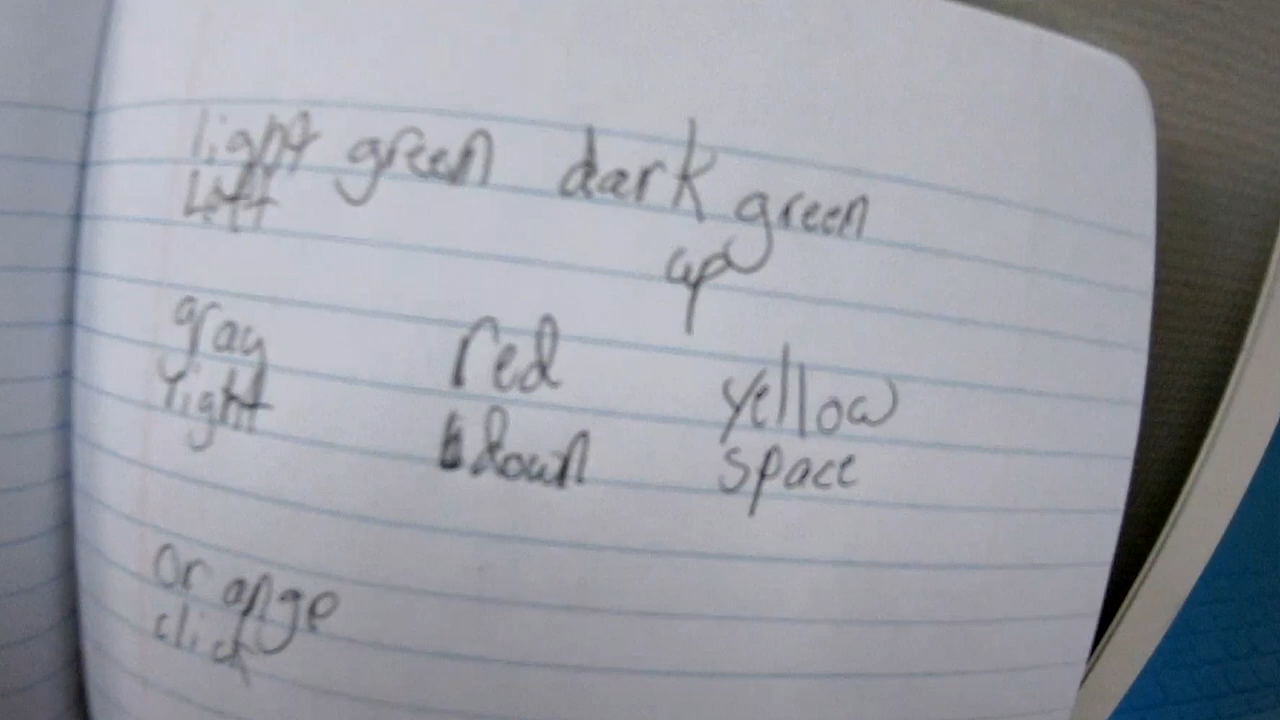 light green dark green
Left up
gray red yellow
right down space
orange
click